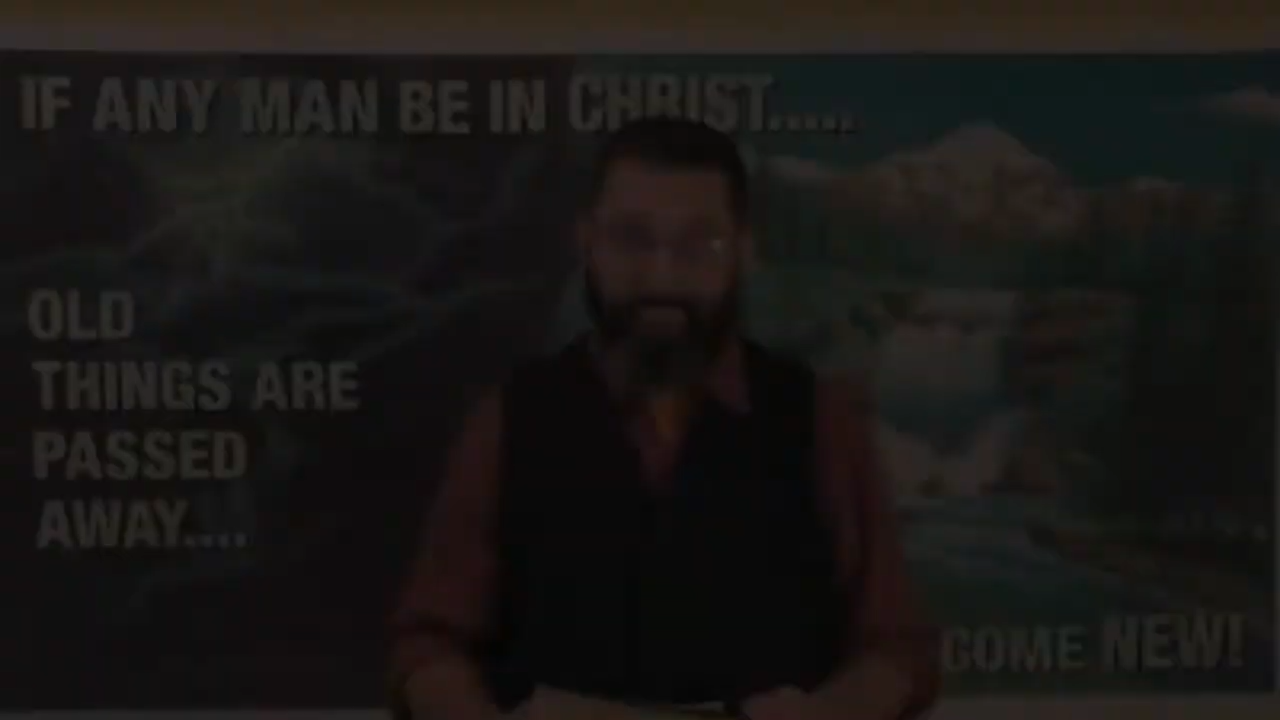 IF ANY MAN BE IN CHRIST.....
OLD
THINGS ARE
PASSED
AWAY....
COME NEW!